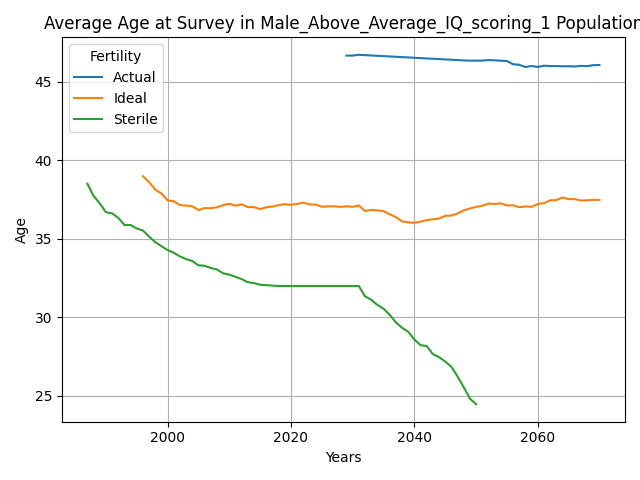 Average Age at Survey in Male_Above_Average_IQ_scoring_1 Population
Fertility
Actual
Ideal
Sterile
45
40
35
30
25
Age
2000
2020
2040
2060
Years